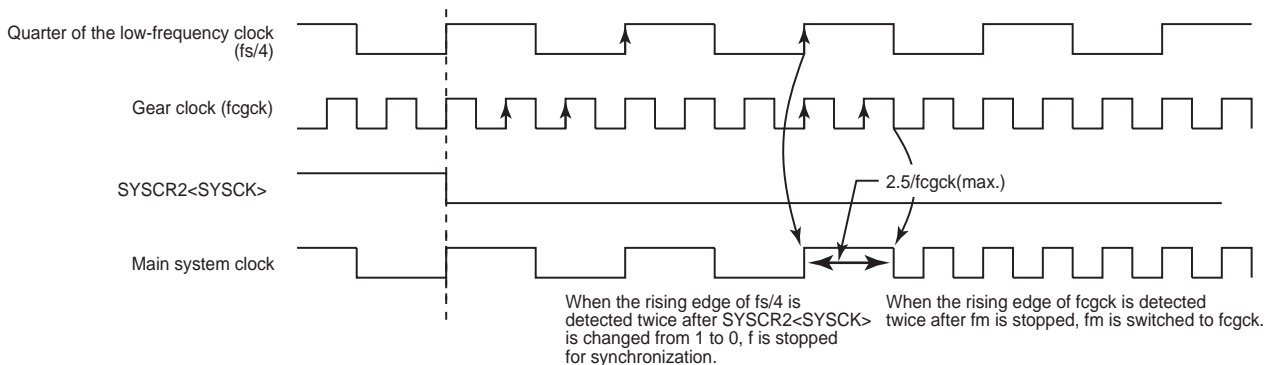 Quarter of the low-frequency clock
(fs/4)
Gear clock (fcgck)
SYSCR2<SYSCK>
2.5/fcgck(max.)
Main system clock
When the rising edge of fs/4 is
detected twice after SYSCR2<SYSCK>
is changed from 1 to 0, f is stopped
for synchronization.
When the rising edge of fcgck is detected
twice after fm is stopped, fm is switched to fcgck.